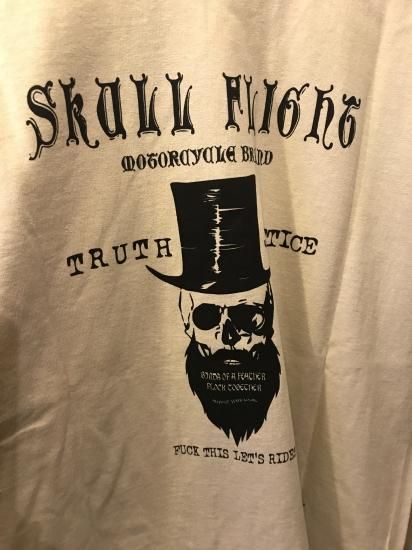 SKULL FLIGHT
MOTORCYCLE BRAND
TRUTH TICE
BIRDS OF A FEATHER
FLOCK TOGETHER
FUCK THIS LET'S RIDE!